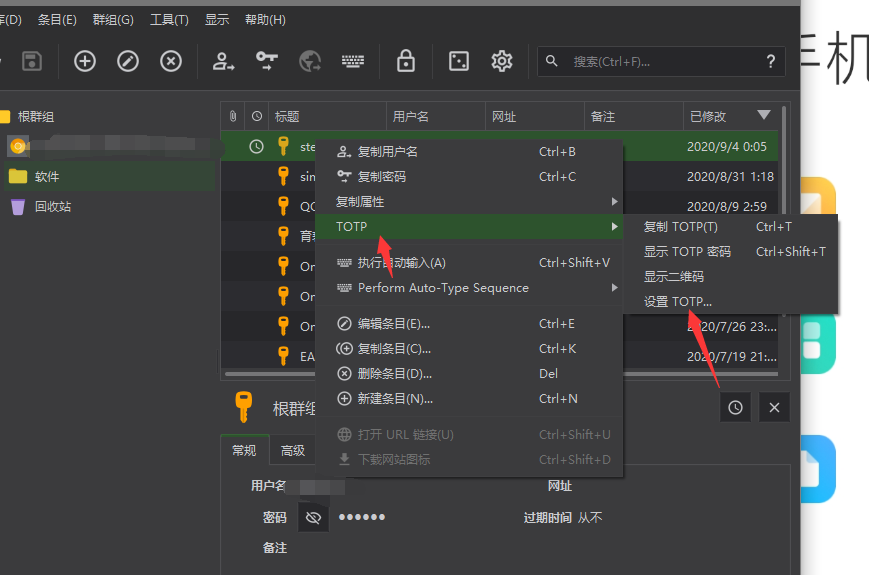 库(D) 条目(E) 群组(G) 工具(T) 显示 帮助(H)
搜索(Ctrl+F)... ?
手机
根群组
软件
回收站
标题 用户名 网址 备注 已修改
ste 2020/9/4 0:05
sim 2020/8/31 1:18
QQ 2020/8/9 2:59
On
On
On 2020/7/26 23:...
EA 2020/7/19 21:...
复制用户名 Ctrl+B
复制密码 Ctrl+C
复制属性
TOTP
执行自动输入(A) Ctrl+Shift+V
Perform Auto-Type Sequence
编辑条目(E)... Ctrl+E
复制条目(C)... Ctrl+K
删除条目(D)... Del
新建条目(N)... Ctrl+N
打开 URL 链接(U) Ctrl+Shift+U
下载网站图标 Ctrl+Shift+D
复制 TOTP(T) Ctrl+T
显示 TOTP 密码 Ctrl+Shift+T
显示二维码
设置 TOTP...
根群组
常规 高级
用户名 网址
密码 ●●●●●● 过期时间 从不
备注